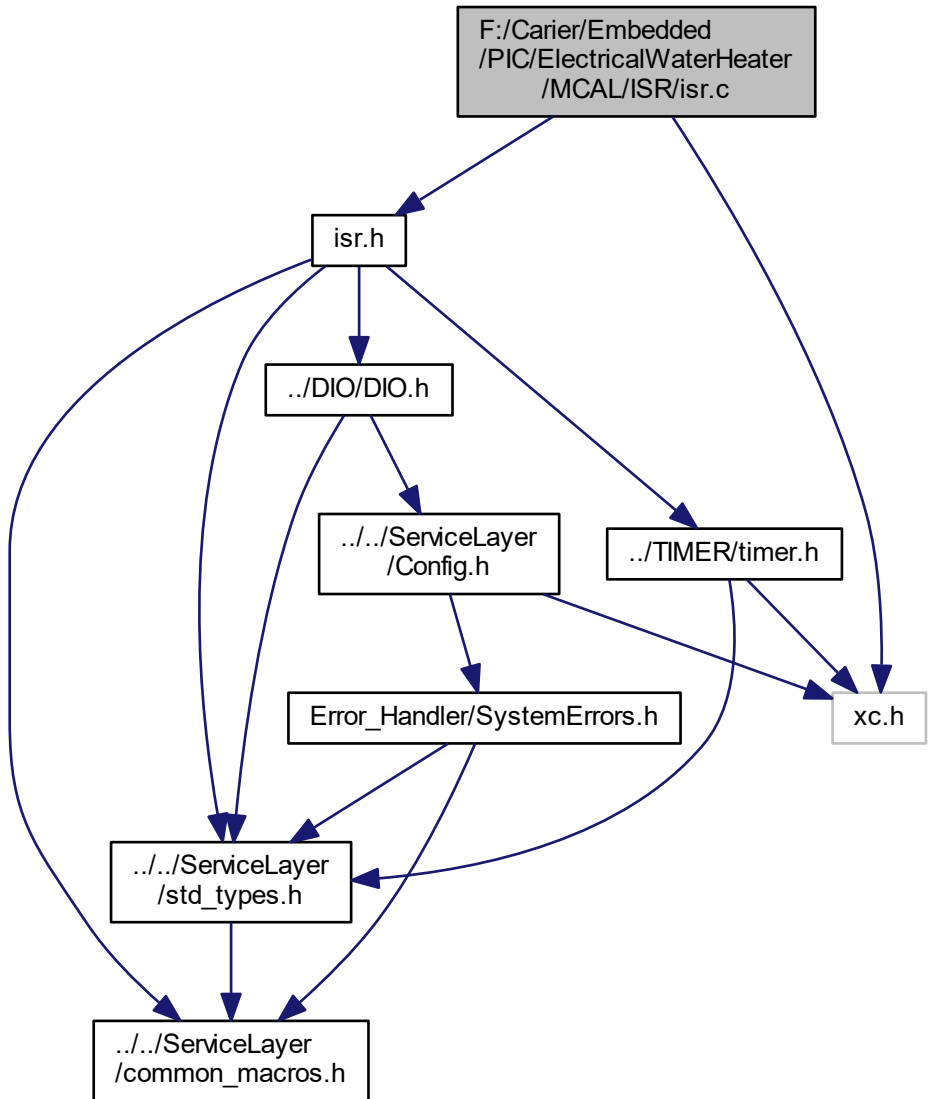 F:/Carier/Embedded
/PIC/ElectricalWaterHeater
/MCAL/ISR/isr.c
isr.h
../DIO/DIO.h
../../ServiceLayer
/Config.h
../TIMER/timer.h
Error_Handler/SystemErrors.h
xc.h
../../ServiceLayer
/std_types.h
../../ServiceLayer
/common_macros.h